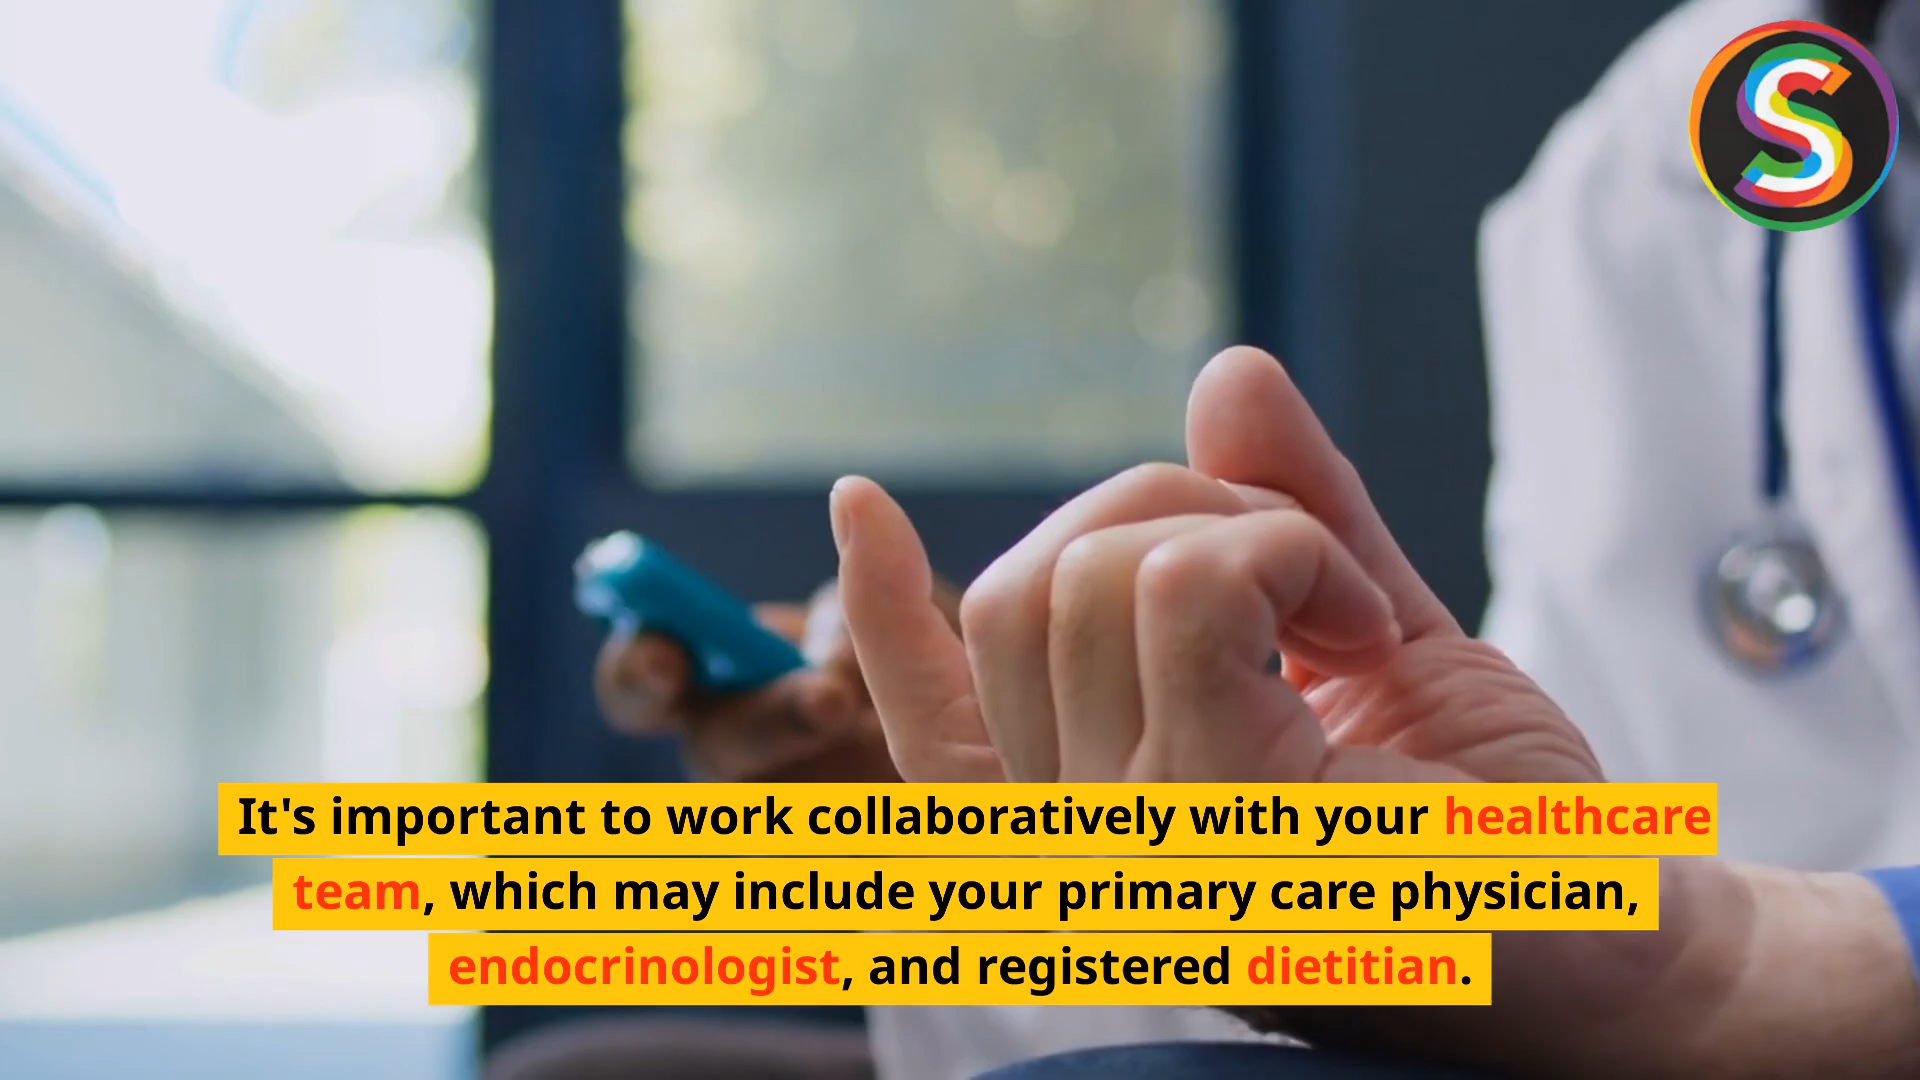 It's important to work collaboratively with your healthcare
team, which may include your primary care physician,
endocrinologist, and registered dietitian.
S